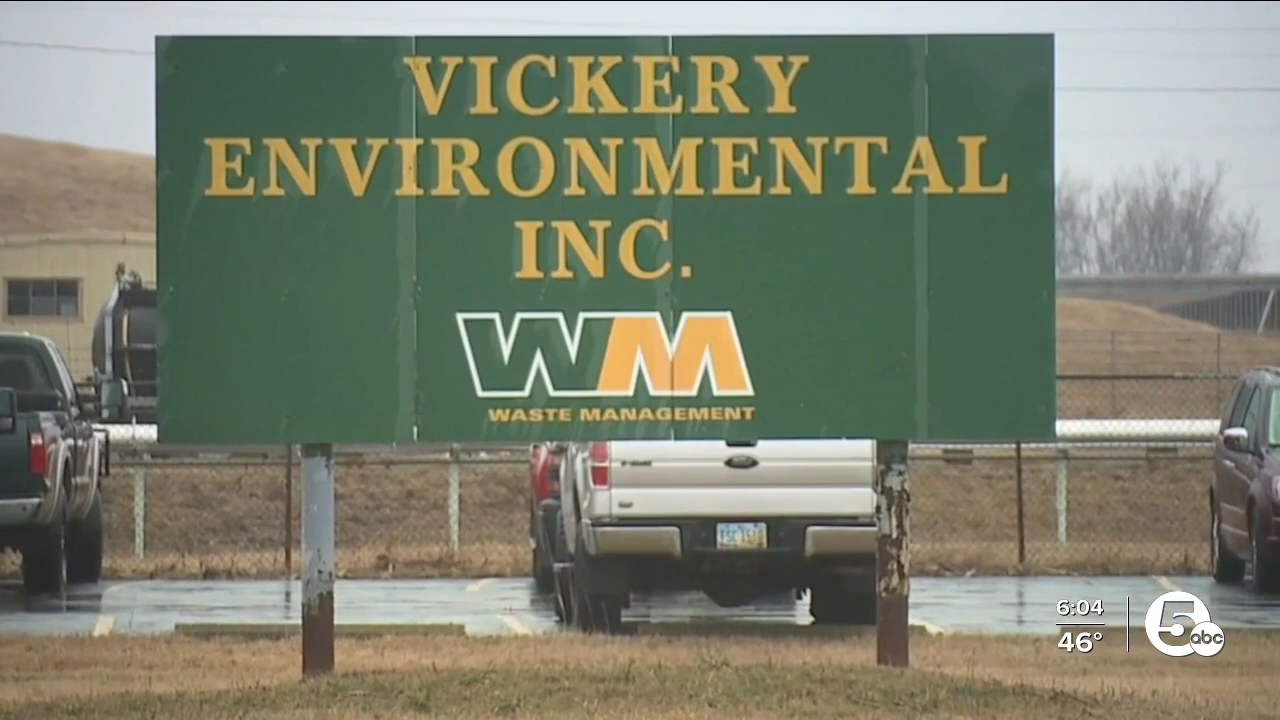 VICKERY
ENVIRONMENTAL
INC.
WM
WASTE MANAGEMENT
6:04
46°
5
abc